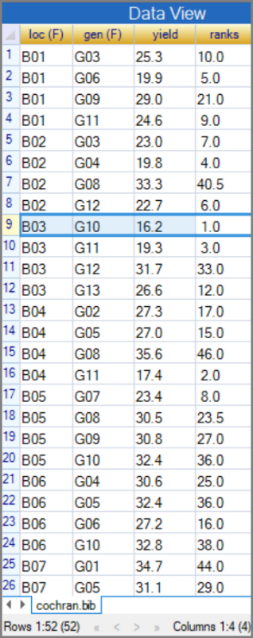 Data View
loc (F) gen (F) yield ranks
1 B01 G03 25.3 10.0
2 B01 G06 19.9 5.0
3 B01 G09 29.0 21.0
4 B01 G11 24.6 9.0
5 B02 G03 23.0 7.0
6 B02 G04 19.8 4.0
7 B02 G08 33.3 40.5
8 B02 G12 22.7 6.0
9 B03 G10 16.2 1.0
10 B03 G11 19.3 3.0
11 B03 G12 31.7 33.0
12 B03 G13 26.6 12.0
13 B04 G02 27.3 17.0
14 B04 G05 27.0 15.0
15 B04 G08 35.6 46.0
16 B04 G11 17.4 2.0
17 B05 G07 23.4 8.0
18 B05 G08 30.5 23.5
19 B05 G09 30.8 27.0
20 B05 G10 32.4 36.0
21 B06 G04 30.6 25.0
22 B06 G05 32.4 36.0
23 B06 G06 27.2 16.0
24 B06 G10 32.8 38.0
25 B07 G01 34.7 44.0
26 B07 G05 31.1 29.0
cochran.bib
Rows 1:52 (52) « < > » Columns 1:4 (4)